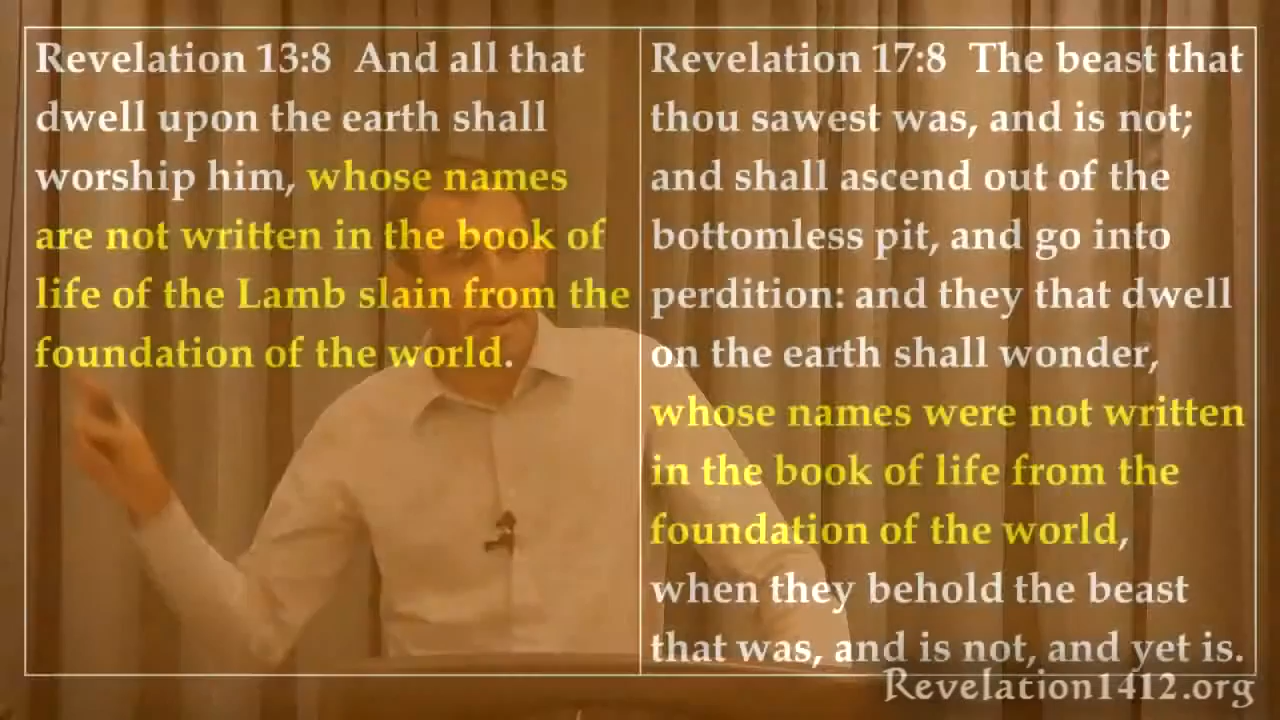 Revelation 13:8 And all that
dwell upon the earth shall
worship him, whose names
are not written in the book of
life of the Lamb slain from the
foundation of the world.
Revelation 17:8 The beast that
thou sawest was, and is not;
and shall ascend out of the
bottomless pit, and go into
perdition: and they that dwell
on the earth shall wonder,
whose names were not written
in the book of life from the
foundation of the world,
when they behold the beast
that was, and is not, and yet is.
Revelation1412.org